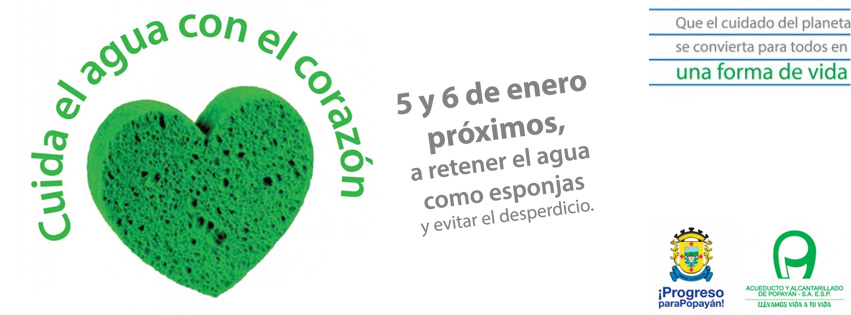 Cuida el agua con el corazón
5 y 6 de enero
próximos,
a retener el agua
como esponjas
y evitar el desperdicio.
Que el cuidado del planeta
se convierta para todos en
una forma de vida
¡Progreso
paraPopayán!
ACUEDUCTO Y ALCANTARILLADO
DE POPAYÁN - S.A. E.S.P.
LLEVAMOS VIDA A TU VIDA